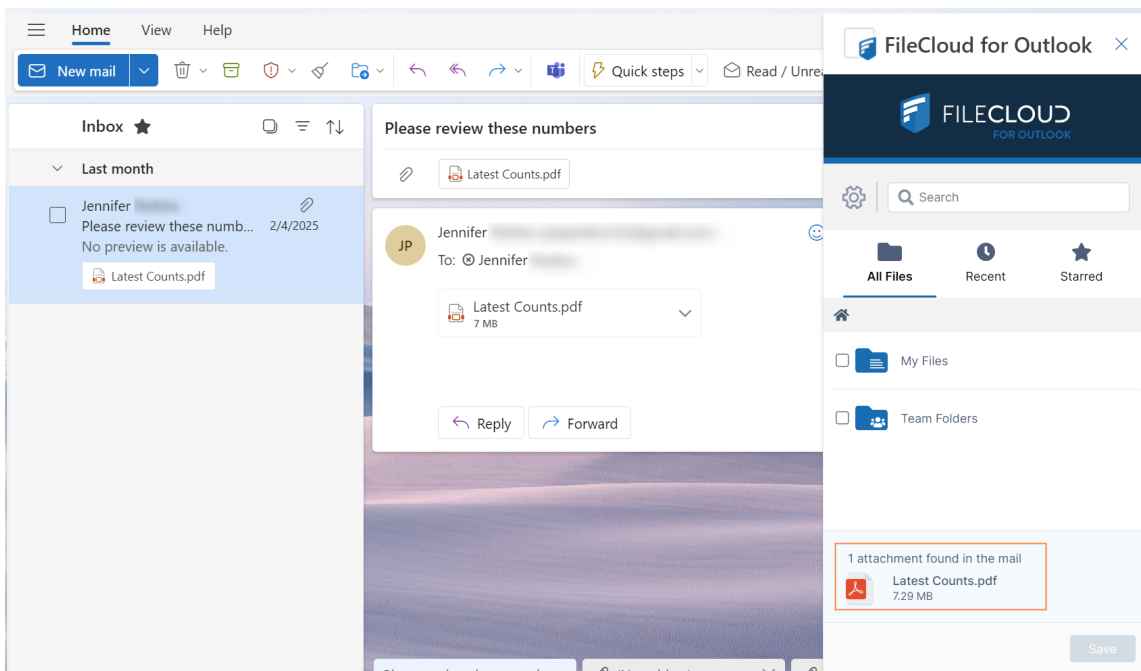 Home View Help
New mail
Quick steps
Read / Unrea
Inbox
Last month
Jennifer
Please review these numb... 2/4/2025
No preview is available.
Latest Counts.pdf
Please review these numbers
Latest Counts.pdf
JP
Jennifer
To: Jennifer
Latest Counts.pdf
7 MB
Reply
Forward
FileCloud for Outlook
FILECLOUD
FOR OUTLOOK
Search
All Files Recent Starred
My Files
Team Folders
1 attachment found in the mail
Latest Counts.pdf
7.29 MB
Save